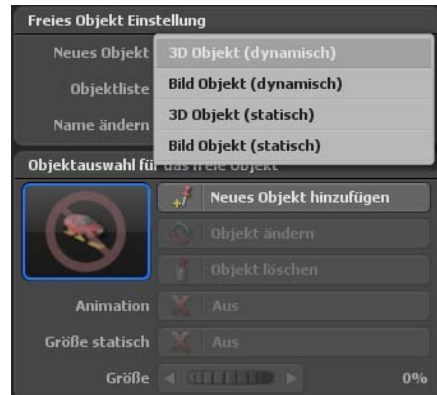 Freies Objekt Einstellung
Neues Objekt 3D Objekt (dynamisch)
Bild Objekt (dynamisch)
Objektliste
3D Objekt (statisch)
Name ändern
Bild Objekt (statisch)
Objektauswahl für das freie Objekt
Neues Objekt hinzufügen
Objekt ändern
Objekt löschen
Animation Aus
Größe statisch Aus
Größe 0%